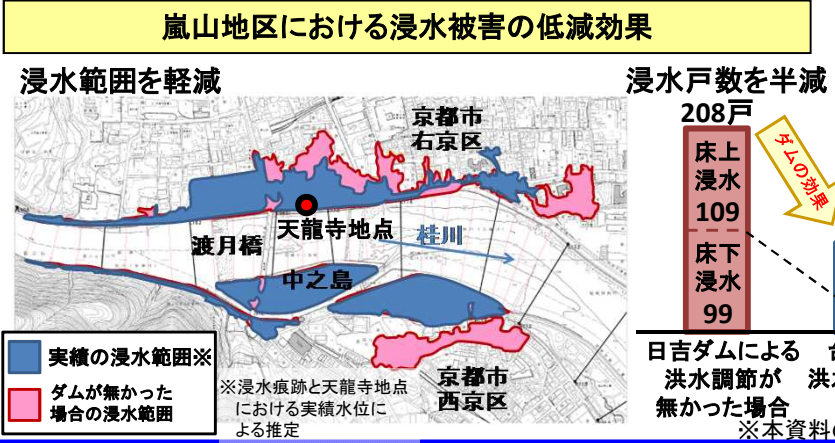 嵐山地区における浸水被害の低減効果
浸水範囲を軽減
京都市
右京区
天龍寺地点
渡月橋
桂川
中之島
実績の浸水範囲※
ダムが無かった
場合の浸水範囲
※浸水痕跡と天龍寺地点
における実績水位に
よる推定
京都市
西京区
浸水戸数を半減
208戸
床上
浸水
109
床下
浸水
99
ダムの効果
日吉ダムによる
洪水調節が
無かった場合
洪
※本資料